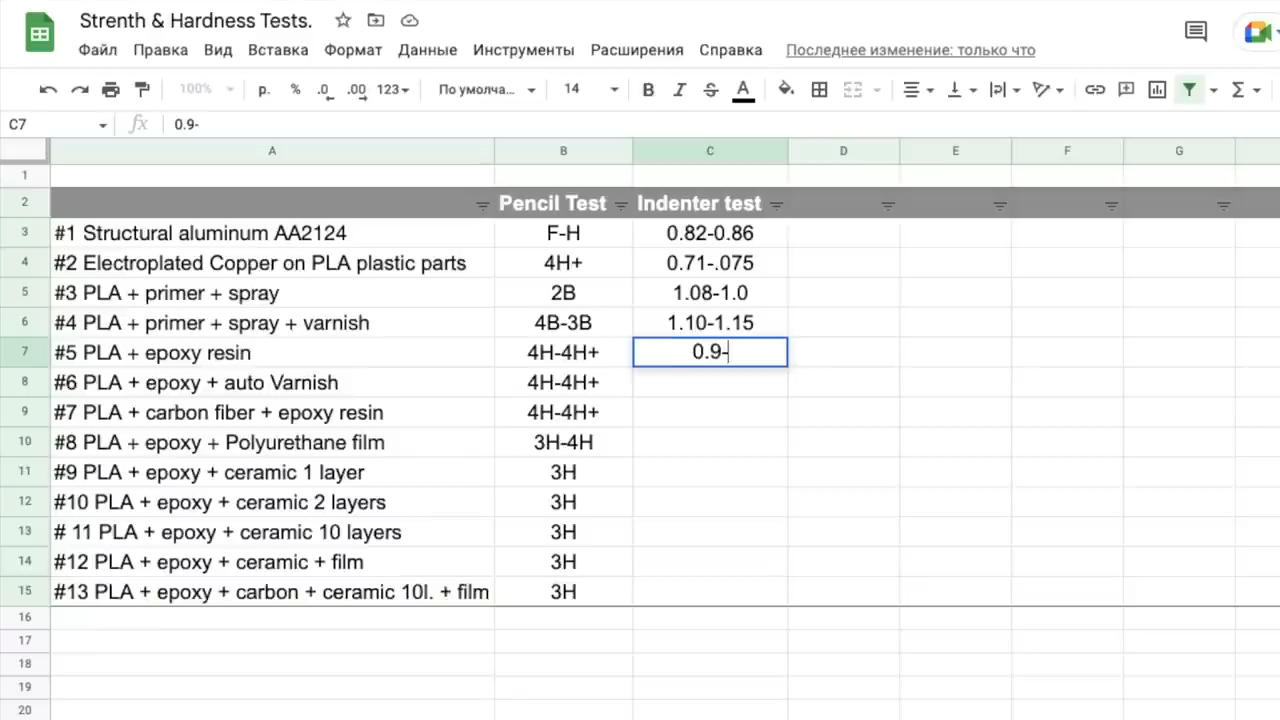 Strenth & Hardness Tests.
Файл Правка Вид Вставка Формат Данные Инструменты Расширения Справка Последнее изменение: только что
100% р. % .0 .00 123 По умолча... 14 B I S A Σ
C7 fx 0.9-
A B C D E F G
1
2 Pencil Test Indenter test
3 #1 Structural aluminum AA2124 F-H 0.82-0.86
4 #2 Electroplated Copper on PLA plastic parts 4H+ 0.71-.075
5 #3 PLA + primer + spray 2B 1.08-1.0
6 #4 PLA + primer + spray + varnish 4B-3B 1.10-1.15
7 #5 PLA + epoxy resin 4H-4H+ 0.9-
8 #6 PLA + epoxy + auto Varnish 4H-4H+
9 #7 PLA + carbon fiber + epoxy resin 4H-4H+
10 #8 PLA + epoxy + Polyurethane film 3H-4H
11 #9 PLA + epoxy + ceramic 1 layer 3H
12 #10 PLA + epoxy + ceramic 2 layers 3H
13 # 11 PLA + epoxy + ceramic 10 layers 3H
14 #12 PLA + epoxy + ceramic + film 3H
15 #13 PLA + epoxy + carbon + ceramic 10l. + film 3H
16
17
18
19
20